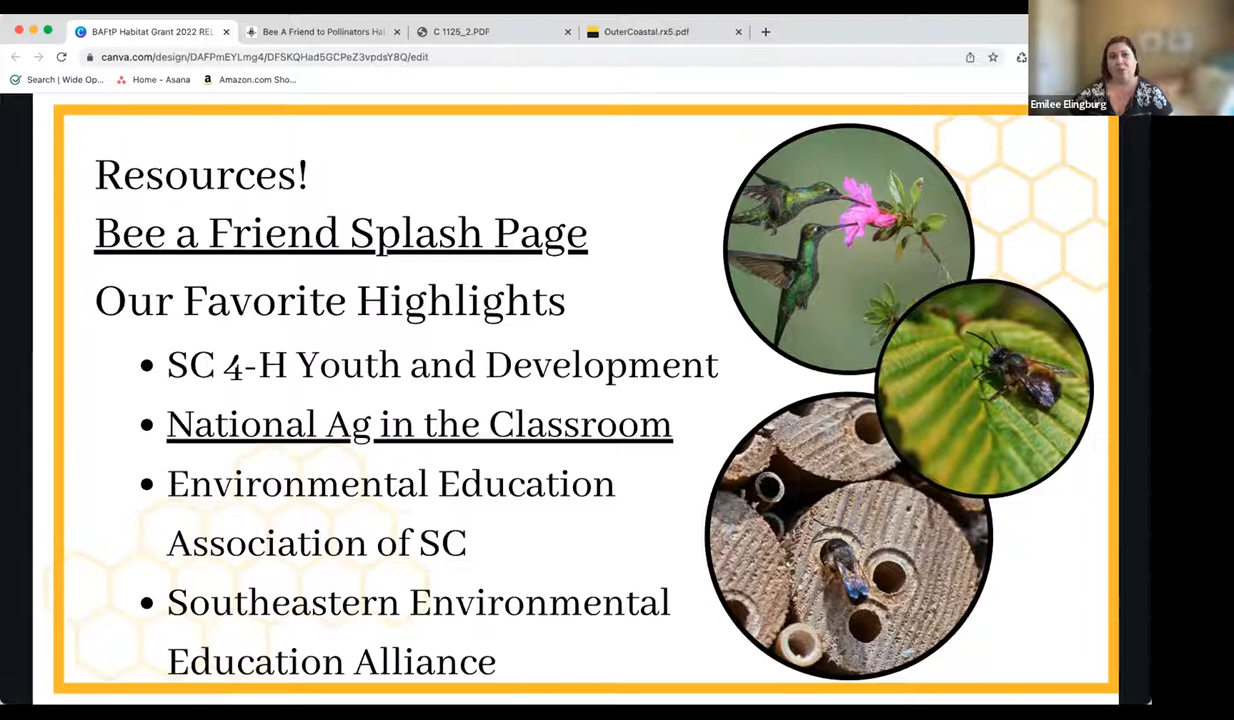 BAFtP Habitat Grant 2022 REL
Bee A Friend to Pollinators Hal
C 1125_2.PDF
OuterCoastal.rx5.pdf
canva.com/design/DAFPmEYLmg4/DFSKQHad5GCPeZ3vpdsY8Q/edit
Search | Wide Op...
Home - Asana
Amazon.com Sho...
Emilee Elingburg
Resources!
Bee a Friend Splash Page
Our Favorite Highlights
• SC 4-H Youth and Development
• National Ag in the Classroom
• Environmental Education
Association of SC
• Southeastern Environmental
Education Alliance